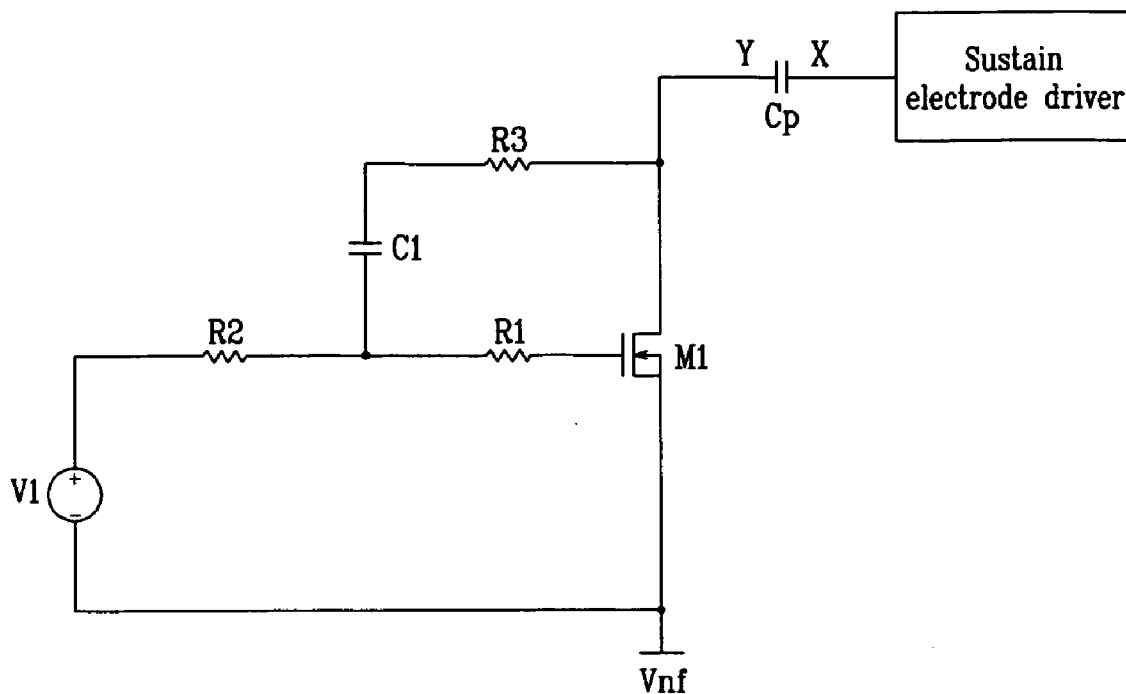 Y
X
Sustain
electrode driver
Cp
R3
C1
R2
R1
M1
V1
+
−
Vnf